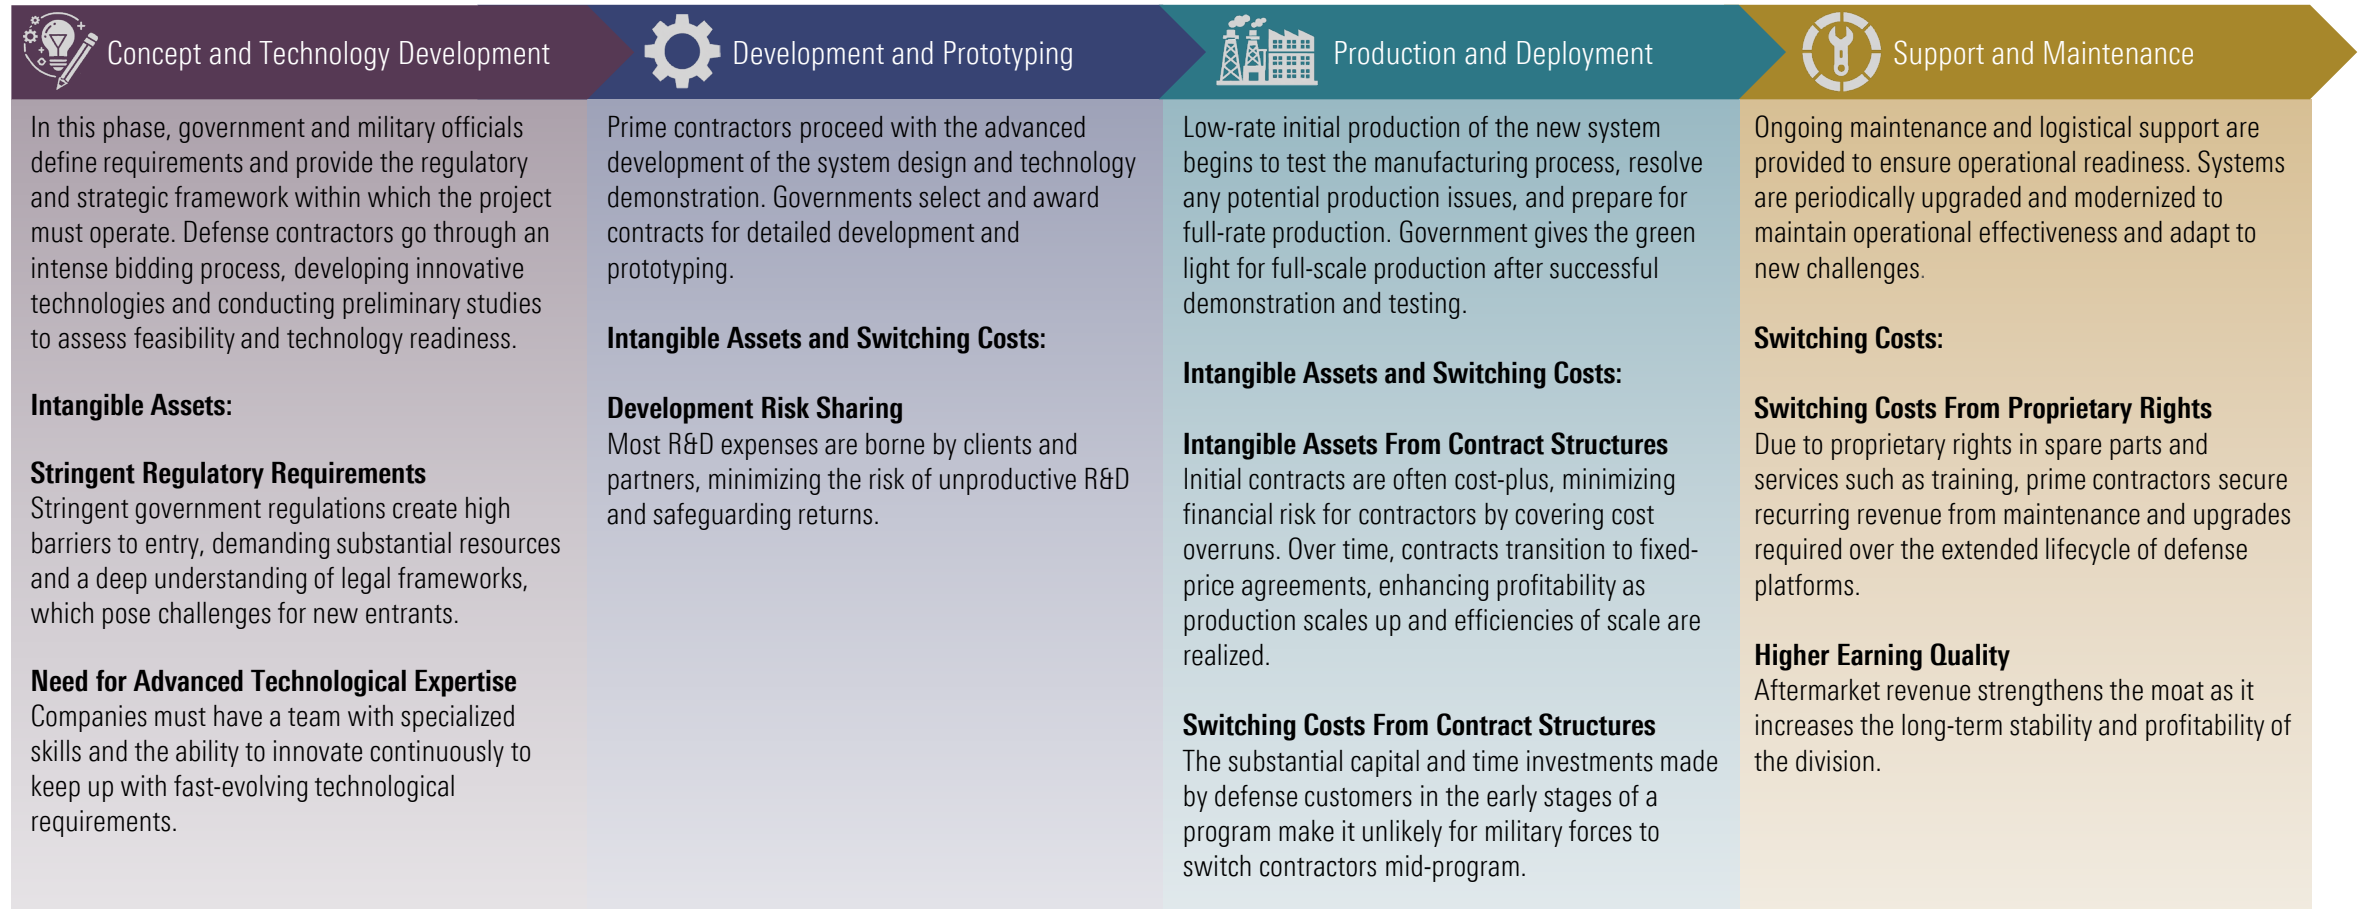 Concept and Technology Development
In this phase, government and military officials
define requirements and provide the regulatory
and strategic framework within which the project
must operate. Defense contractors go through an
intense bidding process, developing innovative
technologies and conducting preliminary studies
to assess feasibility and technology readiness.
Intangible Assets:
Stringent Regulatory Requirements
Stringent government regulations create high
barriers to entry, demanding substantial resources
and a deep understanding of legal frameworks,
which pose challenges for new entrants.
Need for Advanced Technological Expertise
Companies must have a team with specialized
skills and the ability to innovate continuously to
keep up with fast-evolving technological
requirements.
Development and Prototyping
Prime contractors proceed with the advanced
development of the system design and technology
demonstration. Governments select and award
contracts for detailed development and
prototyping.
Intangible Assets and Switching Costs:
Development Risk Sharing
Most R&D expenses are borne by clients and
partners, minimizing the risk of unproductive R&D
and safeguarding returns.
Production and Deployment
Low-rate initial production of the new system
begins to test the manufacturing process, resolve
any potential production issues, and prepare for
full-rate production. Government gives the green
light for full-scale production after successful
demonstration and testing.
Intangible Assets and Switching Costs:
Intangible Assets From Contract Structures
Initial contracts are often cost-plus, minimizing
financial risk for contractors by covering cost
overruns. Over time, contracts transition to fixed-
price agreements, enhancing profitability as
production scales up and efficiencies of scale are
realized.
Switching Costs From Contract Structures
The substantial capital and time investments made
by defense customers in the early stages of a
program make it unlikely for military forces to
switch contractors mid-program.
Support and Maintenance
Ongoing maintenance and logistical support are
provided to ensure operational readiness. Systems
are periodically upgraded and modernized to
maintain operational effectiveness and adapt to
new challenges.
Switching Costs:
Switching Costs From Proprietary Rights
Due to proprietary rights in spare parts and
services such as training, prime contractors secure
recurring revenue from maintenance and upgrades
required over the extended lifecycle of defense
platforms.
Higher Earning Quality
Aftermarket revenue strengthens the moat as it
increases the long-term stability and profitability of
the division.